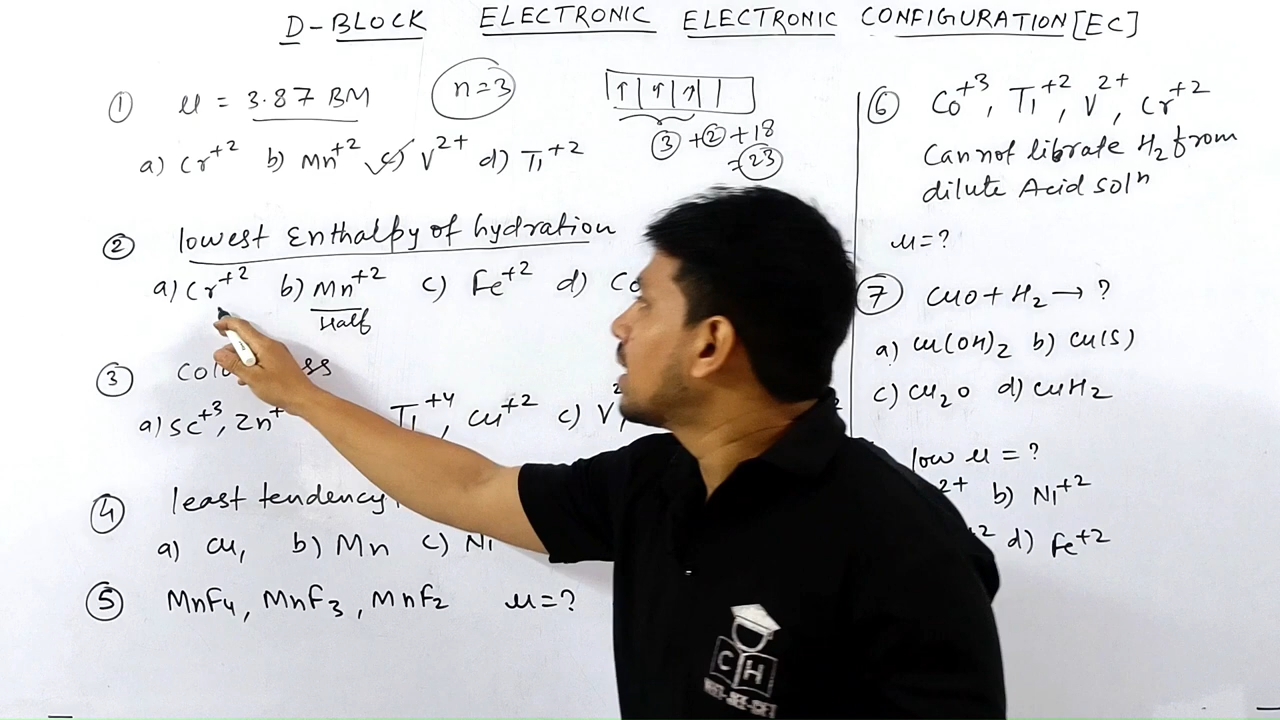 D-BLOCK ELECTRONIC ELECTRONIC CONFIGURATION [EC]
① μ = 3.87 BM n=3
↑ ↑ ↑
③ + ② + 18
= 23
a) Cr+2 b) Mn+2 c) V2+ d) Ti+2
② lowest Enthalpy of hydration
a) Cr+2 b) Mn+2 c) Fe+2 d) Co
Half
③
a) Sc+3, Zn+ Ti+4, Cu+2 c) V
④ least tendency
a) Cu, b) Mn c) Ni
⑤ MnF4, MnF3, MnF2 μ=?
⑥ Co+3, Ti+2, V2+, Cr+2
Cannot librate H2 from
dilute Acid soln
μ=?
⑦ CuO + H2 → ?
a) Cu(OH)2 b) Cu(S)
c) Cu2O d) CuH2
low μ = ?
2+ b) Ni+2
+2 d) Fe+2
CH